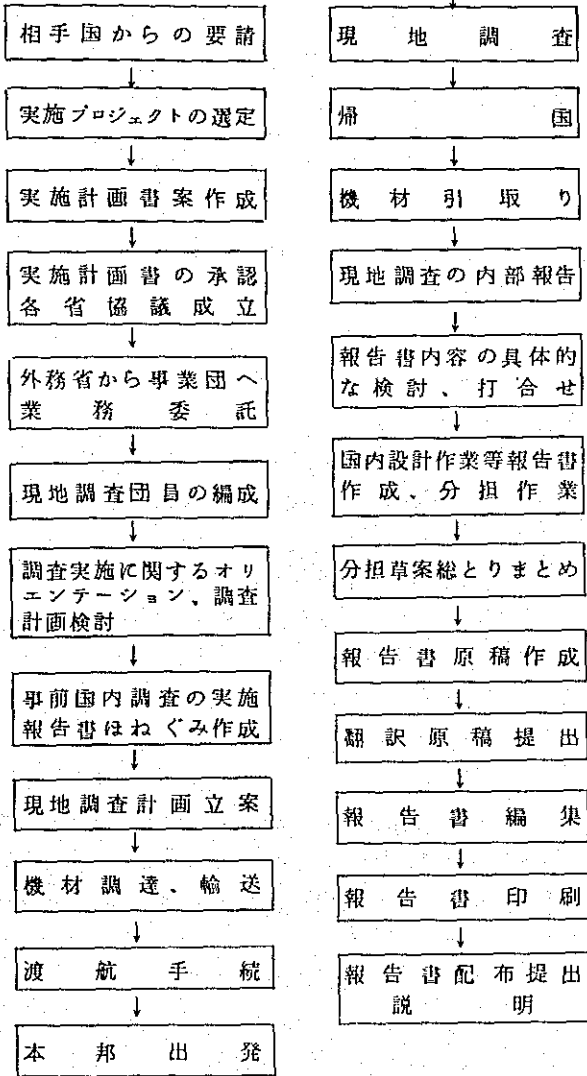 相手国からの要請
実施プロジェクトの選定
実施計画書案作成
実施計画書の承認
各省協議成立
外務省から事業団へ
業務委託
現地調査団員の編成
調査実施に関するオリ
エンテーション、調査
計画検討
事前国内調査の実施
報告書ほねぐみ作成
現地調査計画立案
機材調達、輸送
渡航手続
本邦出発
現地調査
帰国
機材引取り
現地調査の内部報告
報告書内容の具体的
な検討、打合せ
国内設計作業等報告書
作成、分担作業
分担草案総とりまとめ
報告書原稿作成
翻訳原稿提出
報告書編集
報告書印刷
報告書配布提出
説明